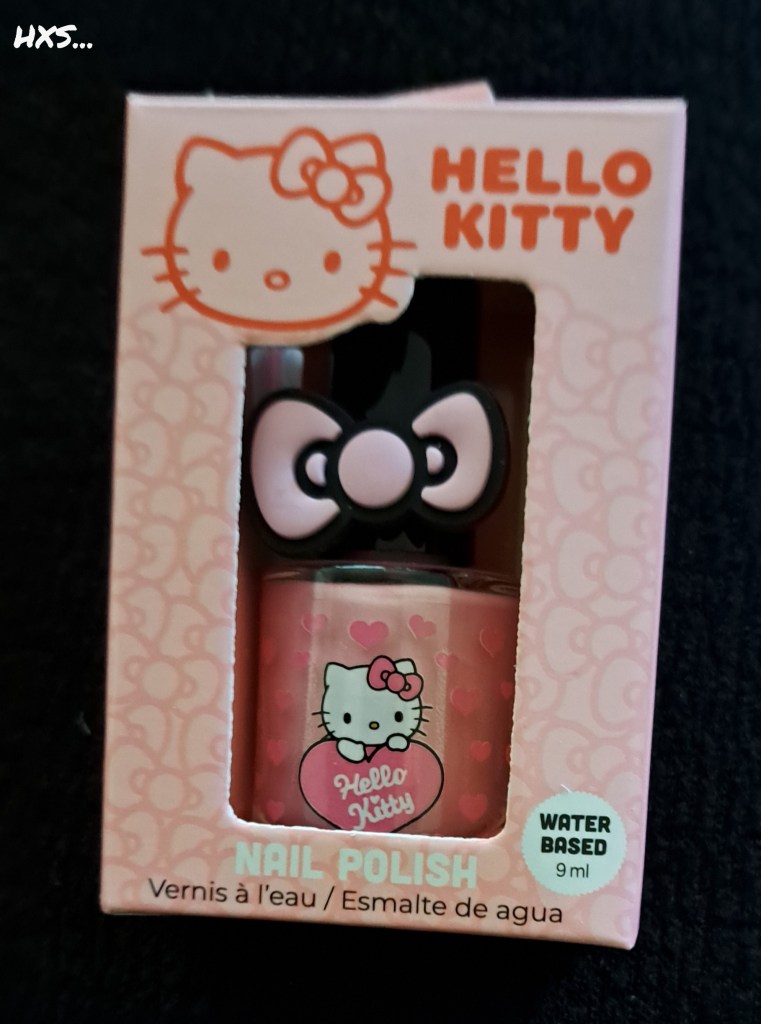 HXS...
HELLO
KITTY
Hello
Kitty
WATER
BASED
9 ml
NAIL POLISH
Vernis à l'eau / Esmalte de agua